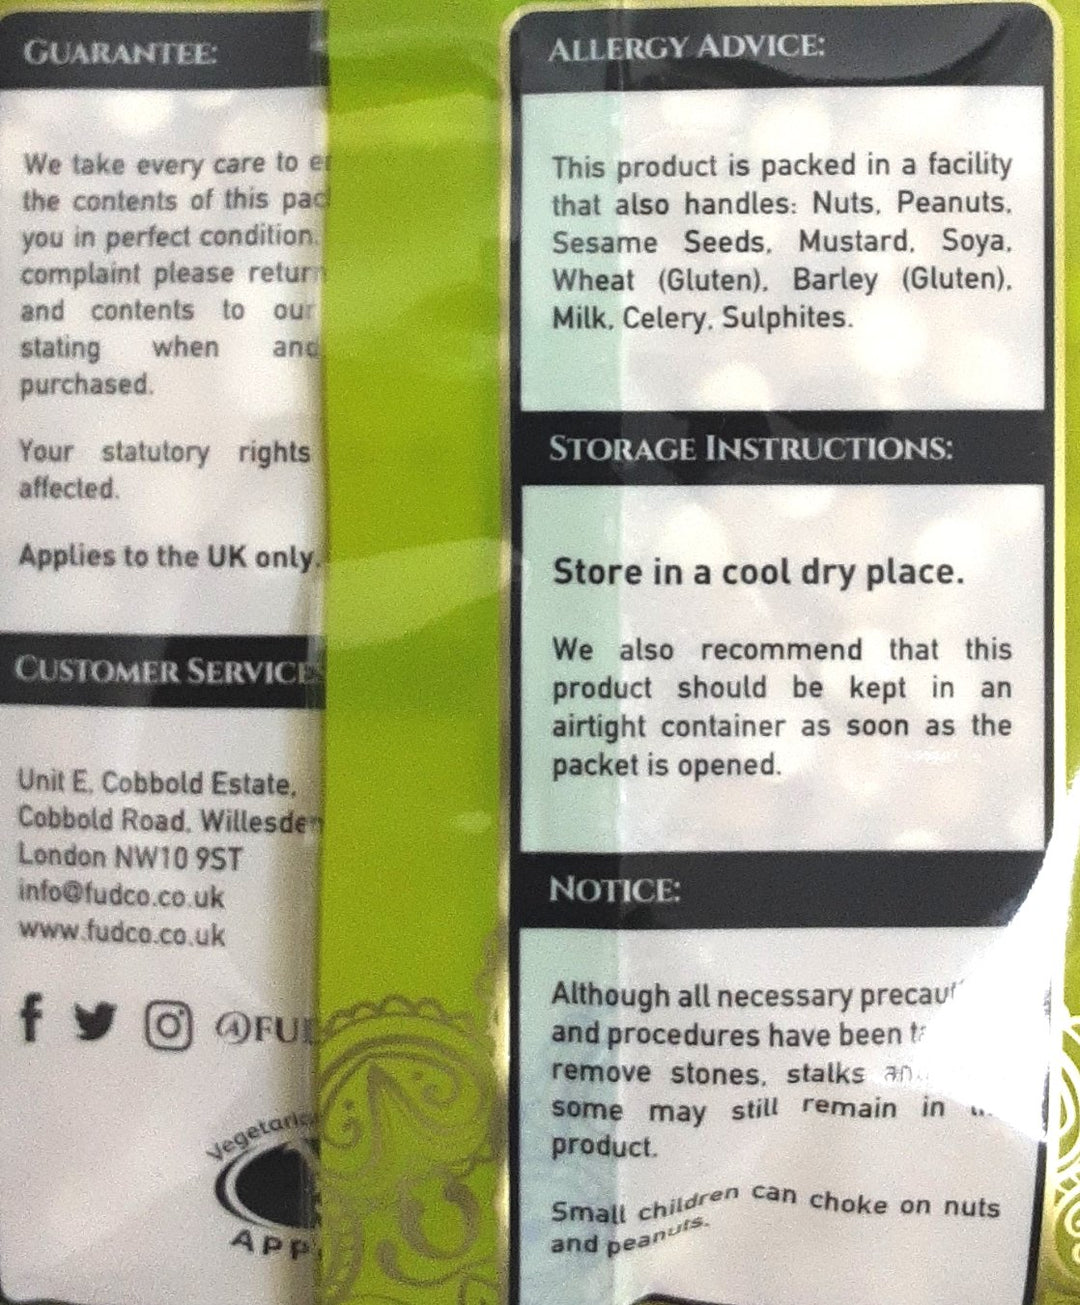 GUARANTEE:
We take every care to
the contents of this
you in perfect condition.
complaint please return
and contents to our
stating when and
purchased.
Your statutory rights
affected.
Applies to the UK only.
CUSTOMER SERVICES
Unit E, Cobbold Estate,
Cobbold Road, Willesden
London NW10 9ST
info@fudco.co.uk
www.fudco.co.uk
Vegetarian
ALLERGY ADVICE:
This product is packed in a facility
that also handles: Nuts, Peanuts,
Sesame Seeds, Mustard, Soya,
Wheat (Gluten), Barley (Gluten),
Milk, Celery, Sulphites.
STORAGE INSTRUCTIONS:
Store in a cool dry place.
We also recommend that this
product should be kept in an
airtight container as soon as the
packet is opened.
NOTICE:
Although all necessary
and procedures have been
remove stones, stalks
some may still remain in
product.
Small children can choke on nuts
and peanuts.